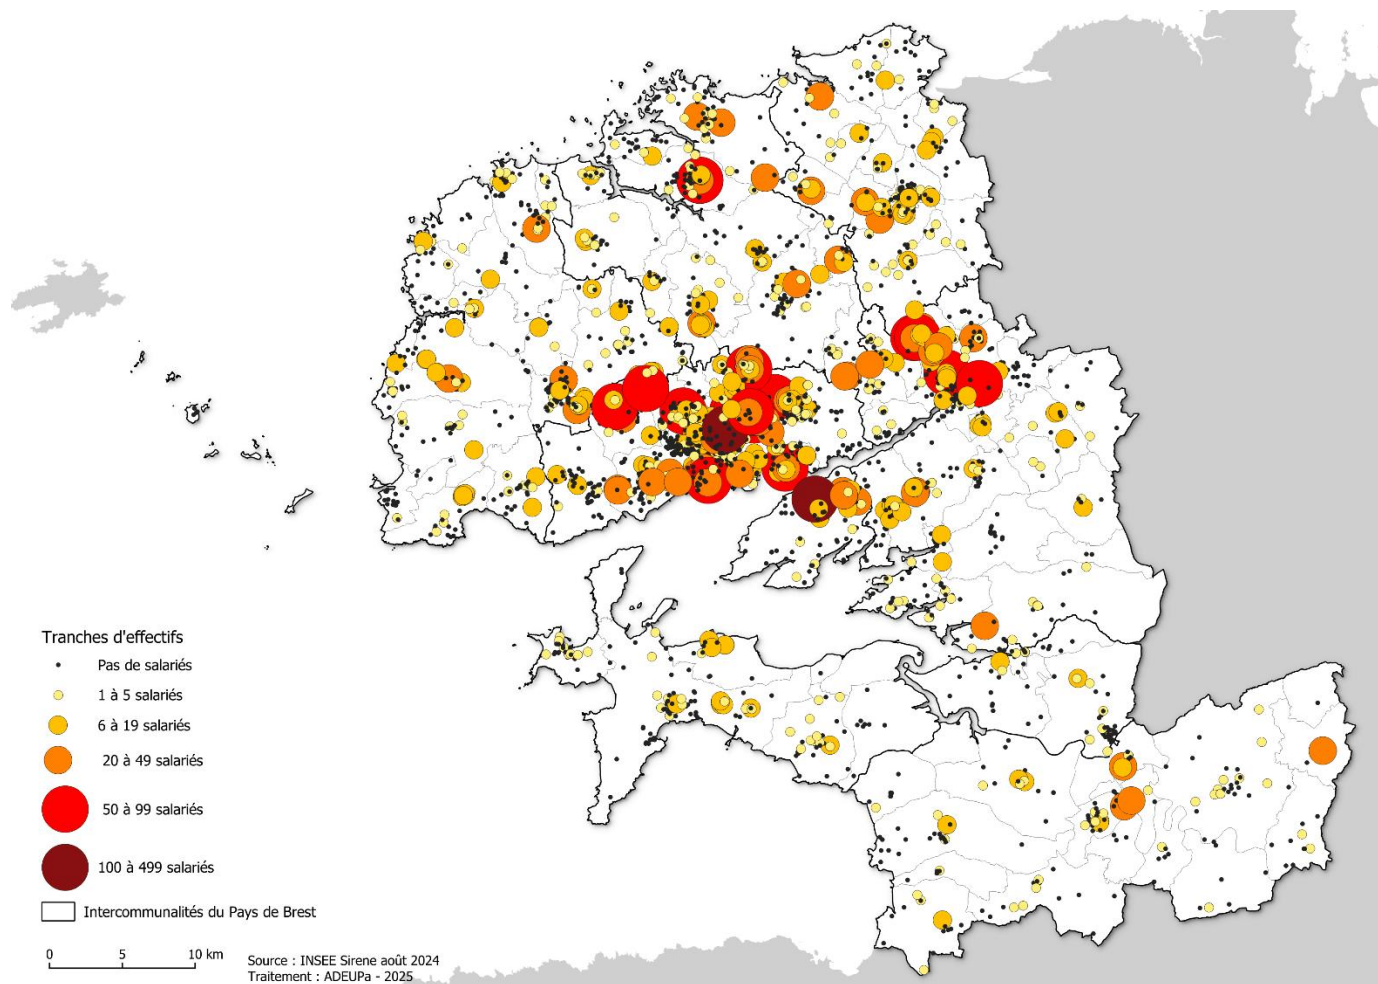 Tranches d'effectifs
Pas de salariés
1 à 5 salariés
6 à 19 salariés
20 à 49 salariés
50 à 99 salariés
100 à 499 salariés
Intercommunalités du Pays de Brest
0 5 10 km
Source : INSEE Sirene août 2024
Traitement : ADEUPa - 2025